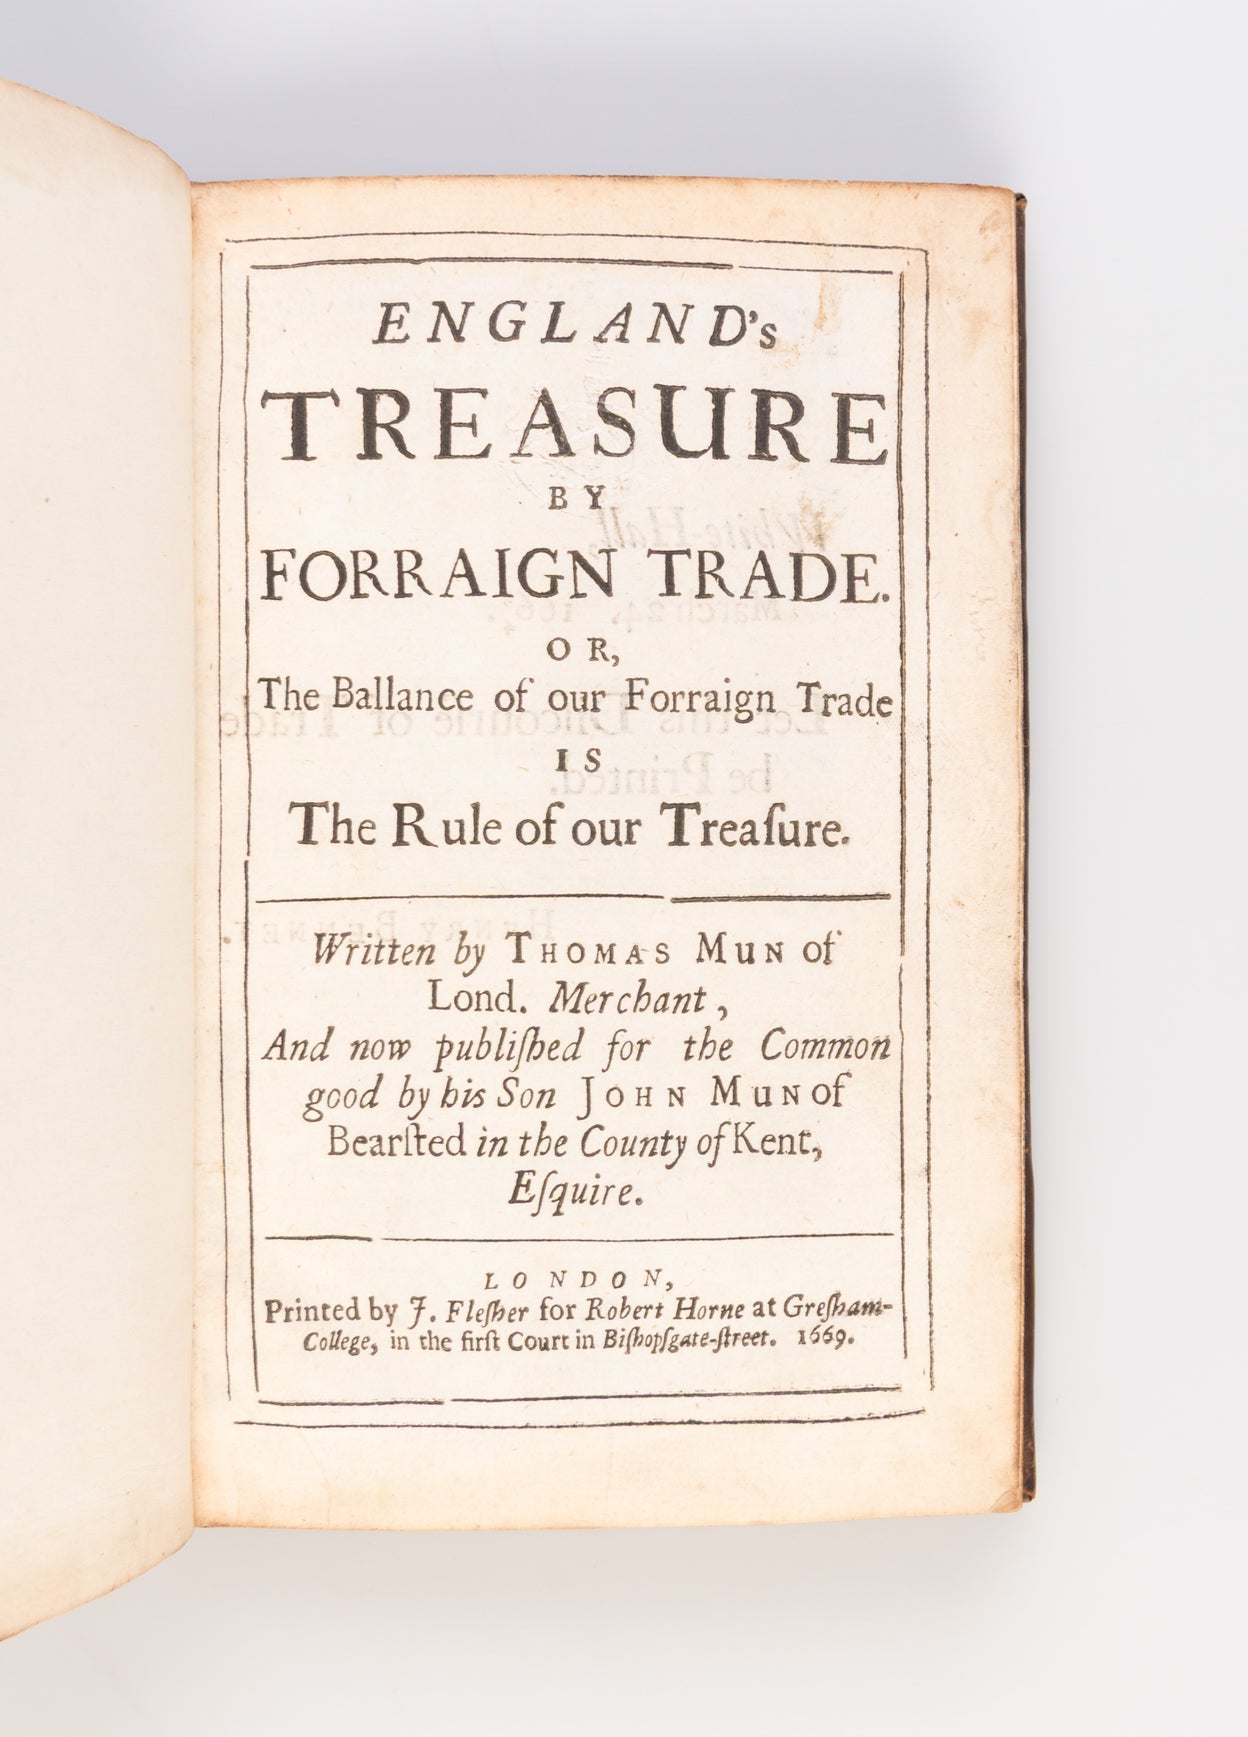 ENGLAND's
TREASURE
BY
FORRAIGN TRADE.
OR,
The Ballance of our Forraign Trade
IS
The Rule of our Treaſure.
Written by THOMAS MUN of
Lond. Merchant,
And now publiſhed for the Common
good by his Son JOHN MUN of
Bearſted in the County of Kent,
Eſquire.
LONDON,
Printed by J. Fleſher for Robert Horne at Greſham-
College, in the firſt Court in Biſhopſgate-ſtreet. 1669.